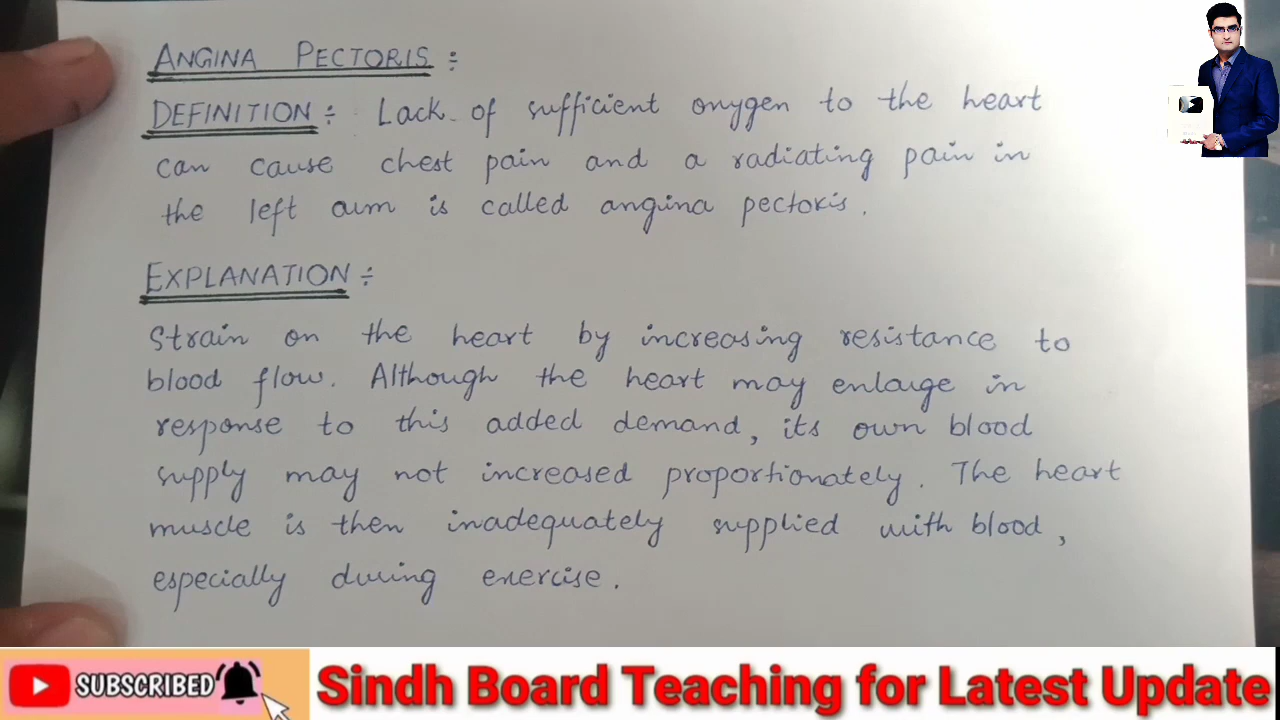 ANGINA PECTORIS :-
DEFINITION :- Lack of sufficient oxygen to the heart
can cause chest pain and a radiating pain in
the left arm is called angina pectoris.
EXPLANATION :-
Strain on the heart by increasing resistance to
blood flow. Although the heart may enlarge in
response to this added demand, its own blood
supply may not increased proportionately. The heart
muscle is then inadequately supplied with blood,
especially during exercise.
SUBSCRIBED
Sindh Board Teaching for Latest Update